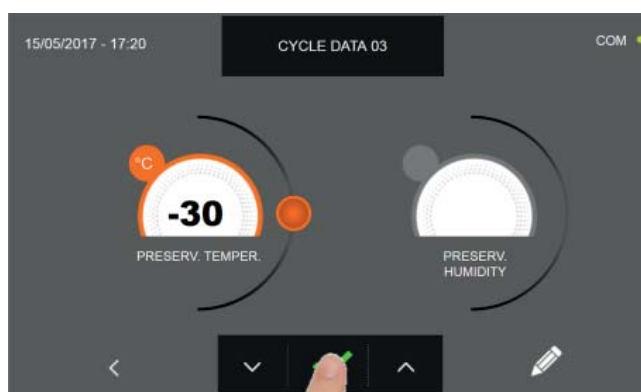 15/05/2017 - 17:20
CYCLE DATA 03
COM
°C
-30
PRESERV. TEMPER.
PRESERV.
HUMIDITY